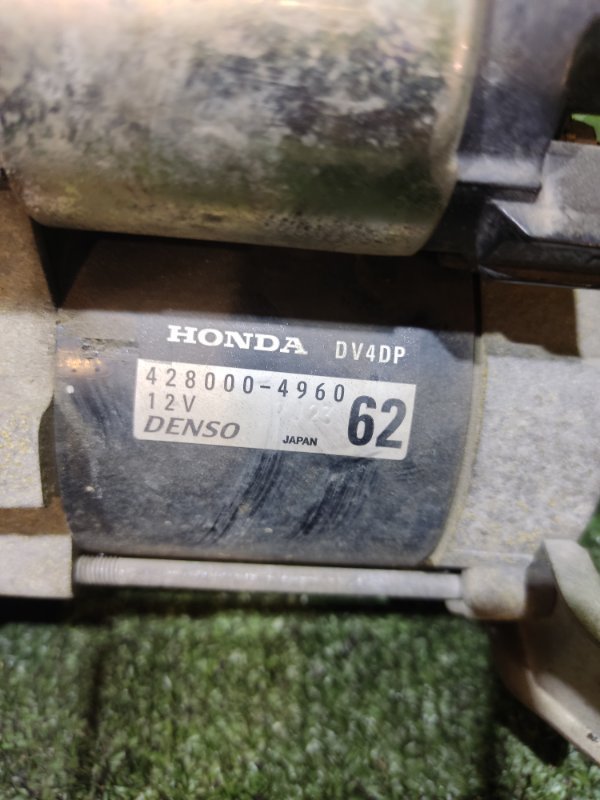 HONDA DV4DP
428000-4960
12V 62
DENSO JAPAN